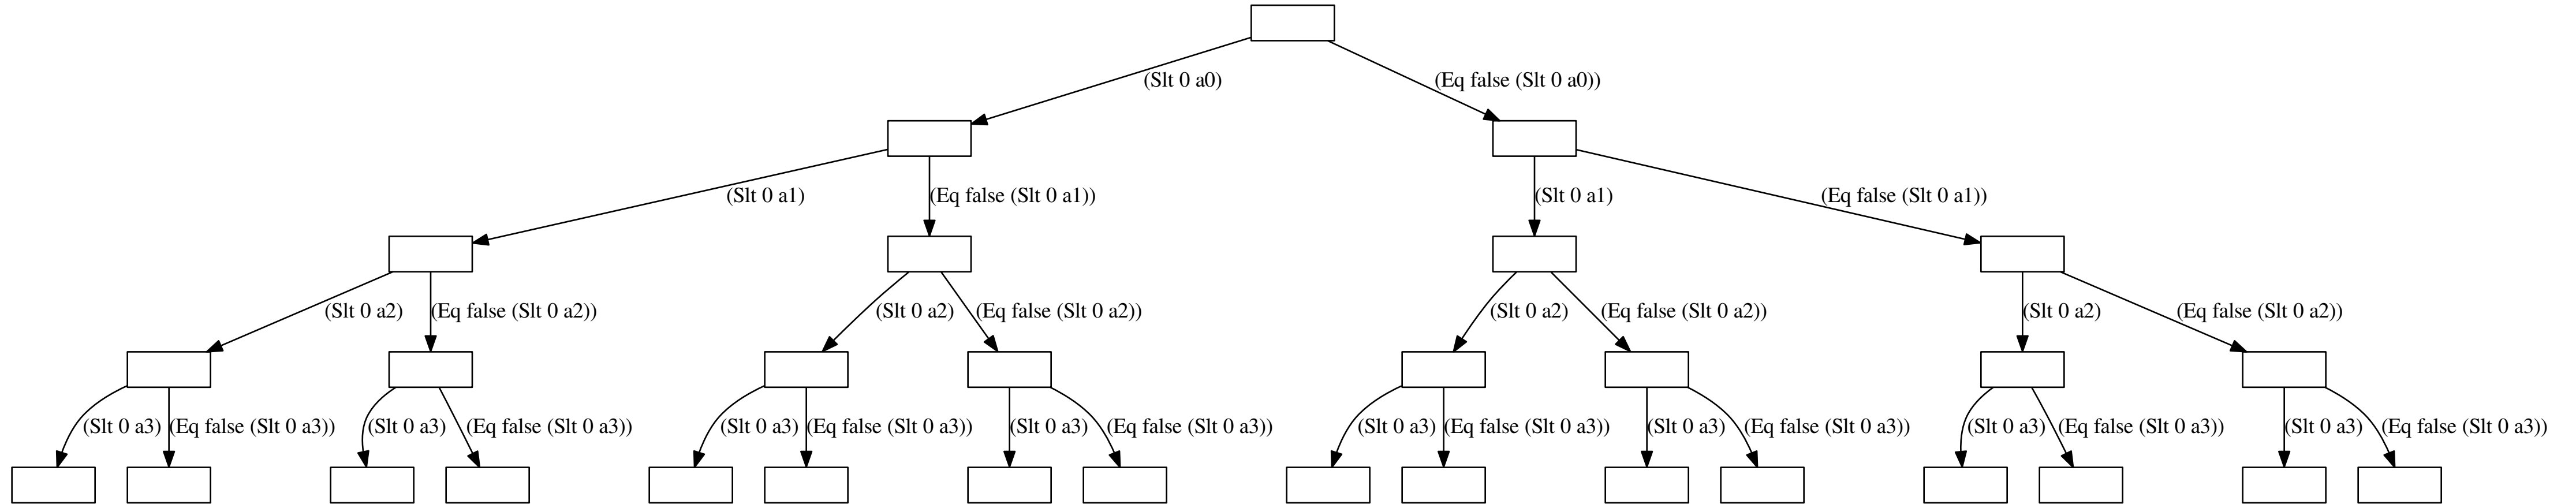 (Slt 0 a0)
(Eq false (Slt 0 a0))
(Slt 0 a1)
(Eq false (Slt 0 a1))
(Slt 0 a1)
(Eq false (Slt 0 a1))
(Slt 0 a2)
(Eq false (Slt 0 a2))
(Slt 0 a2)
(Eq false (Slt 0 a2))
(Slt 0 a2)
(Eq false (Slt 0 a2))
(Slt 0 a2)
(Eq false (Slt 0 a2))
(Slt 0 a3)
(Eq false (Slt 0 a3))
(Slt 0 a3)
(Eq false (Slt 0 a3))
(Slt 0 a3)
(Eq false (Slt 0 a3))
(Slt 0 a3)
(Eq false (Slt 0 a3))
(Slt 0 a3)
(Eq false (Slt 0 a3))
(Slt 0 a3)
(Eq false (Slt 0 a3))
(Slt 0 a3)
(Eq false (Slt 0 a3))
(Slt 0 a3)
(Eq false (Slt 0 a3))